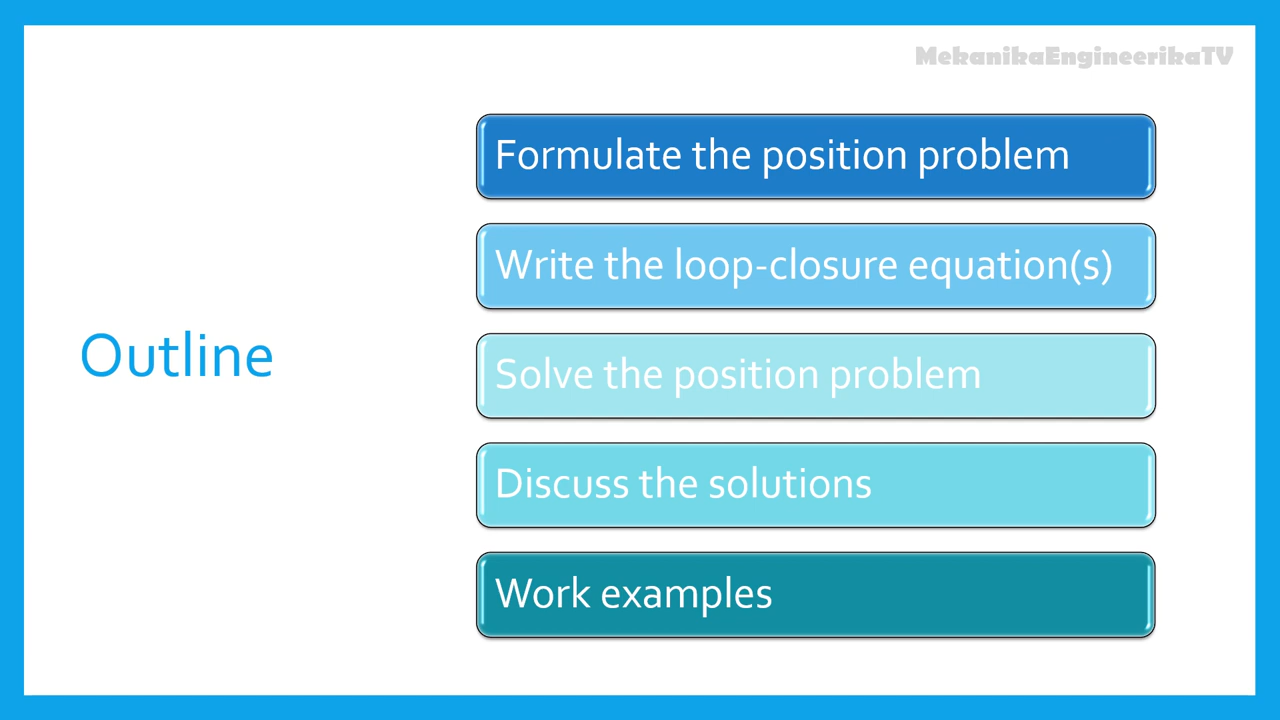 MekanikaEngineerikaTV
Outline
Formulate the position problem
Write the loop-closure equation(s)
Solve the position problem
Discuss the solutions
Work examples